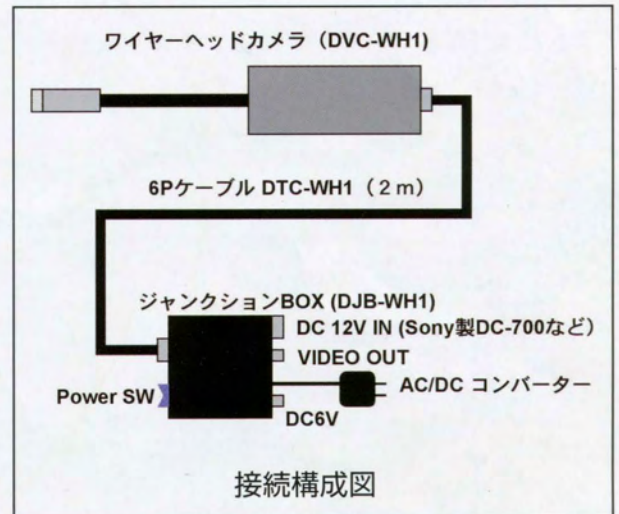 ワイヤーヘッドカメラ（DVC-WH1)
6Pケーブル DTC-WH1（2ｍ）
ジャンクションBOX (DJB-WH1)
DC 12V IN (Sony製DC-700など）
VIDEO OUT
Power SW
AC/DC コンバーター
DC6V
接続構成図